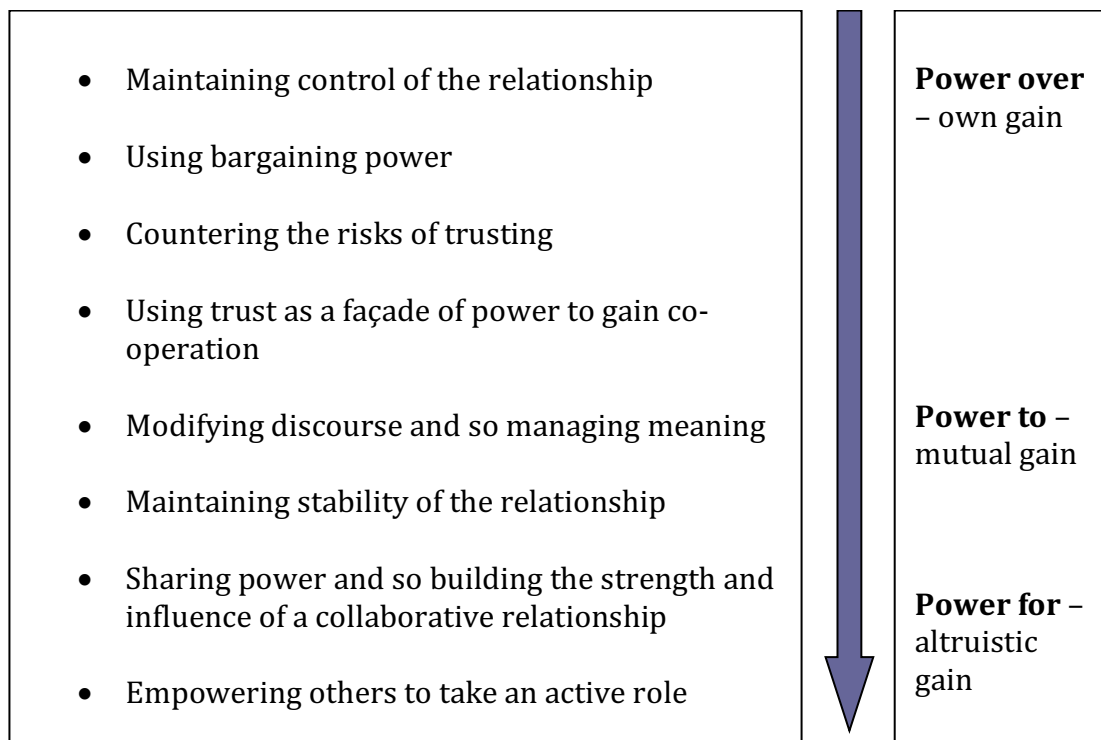 • Maintaining control of the relationship
• Using bargaining power
• Countering the risks of trusting
• Using trust as a façade of power to gain co-
operation
• Modifying discourse and so managing meaning
• Maintaining stability of the relationship
• Sharing power and so building the strength and
influence of a collaborative relationship
• Empowering others to take an active role
Power over
– own gain
Power to –
mutual gain
Power for –
altruistic
gain